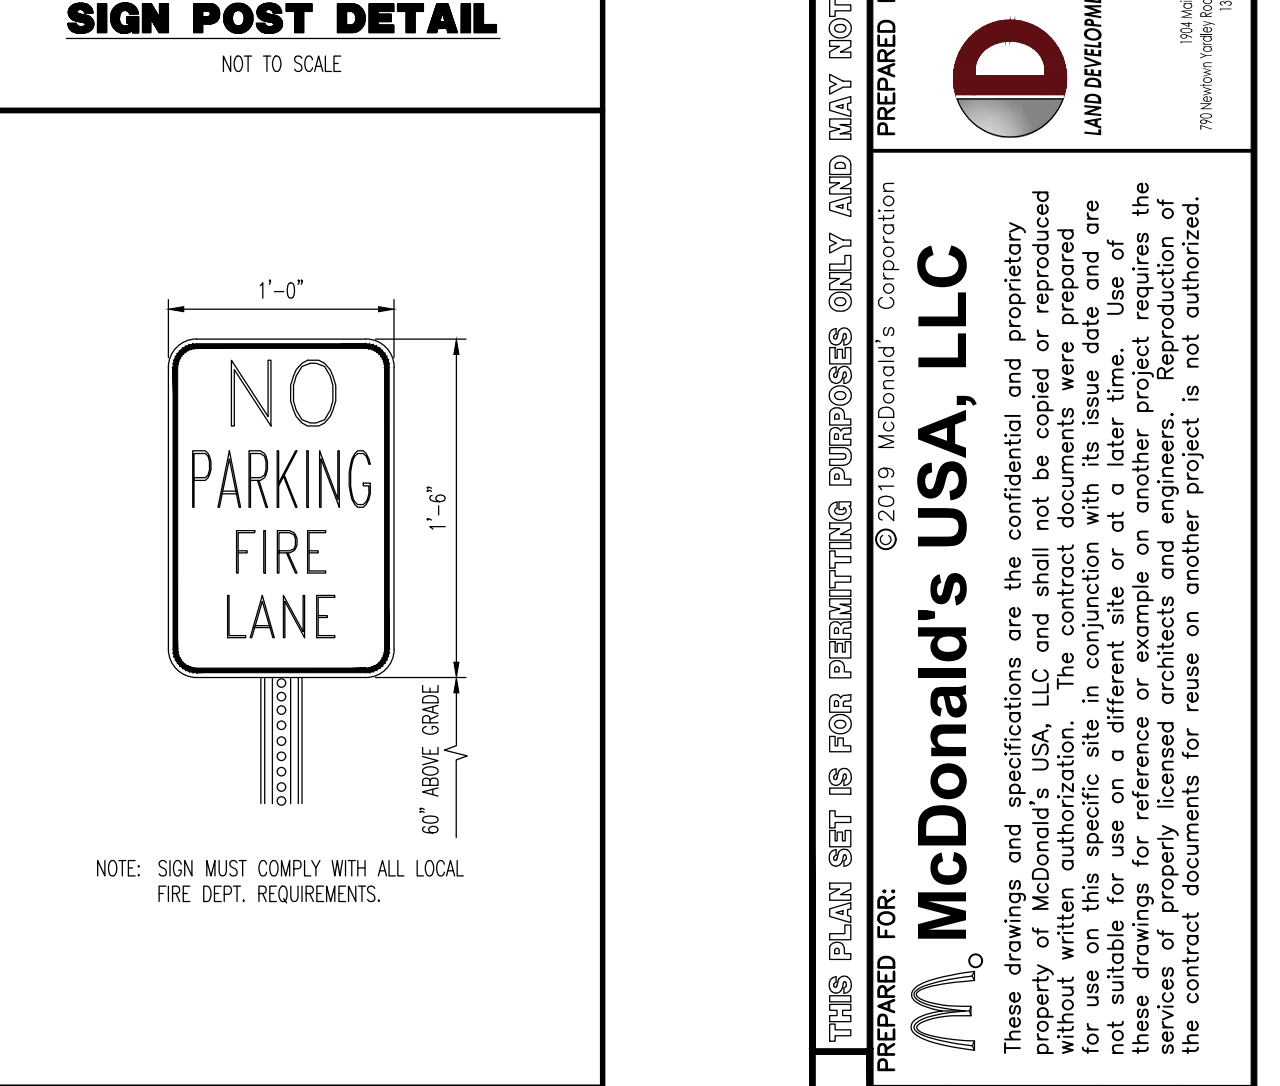 SIGN POST DETAIL
NOT TO SCALE
1'-0"
NO
PARKING
FIRE
LANE
1'-6"
60" ABOVE GRADE
NOTE: SIGN MUST COMPLY WITH ALL LOCAL
FIRE DEPT. REQUIREMENTS.
THIS PLAN SET IS FOR PERMITTING PURPOSES ONLY AND MAY NOT
PREPARED
LAND
1904
790 Newtown Yardley
13
PREPARED FOR:
©2019 McDonald's Corporation
McDonald's USA, LLC
These drawings and specifications are the confidential and proprietary
property of McDonald's USA, LLC and shall not be copied or reproduced
without written authorization. The contract documents were prepared
for use on this specific site in conjunction with its issue date and are
not suitable for use on a different site or at a later time. Use of
these drawings for reference or example on another project requires the
services of properly licensed architects and engineers. Reproduction of
the contract documents for reuse on another project is not authorized.